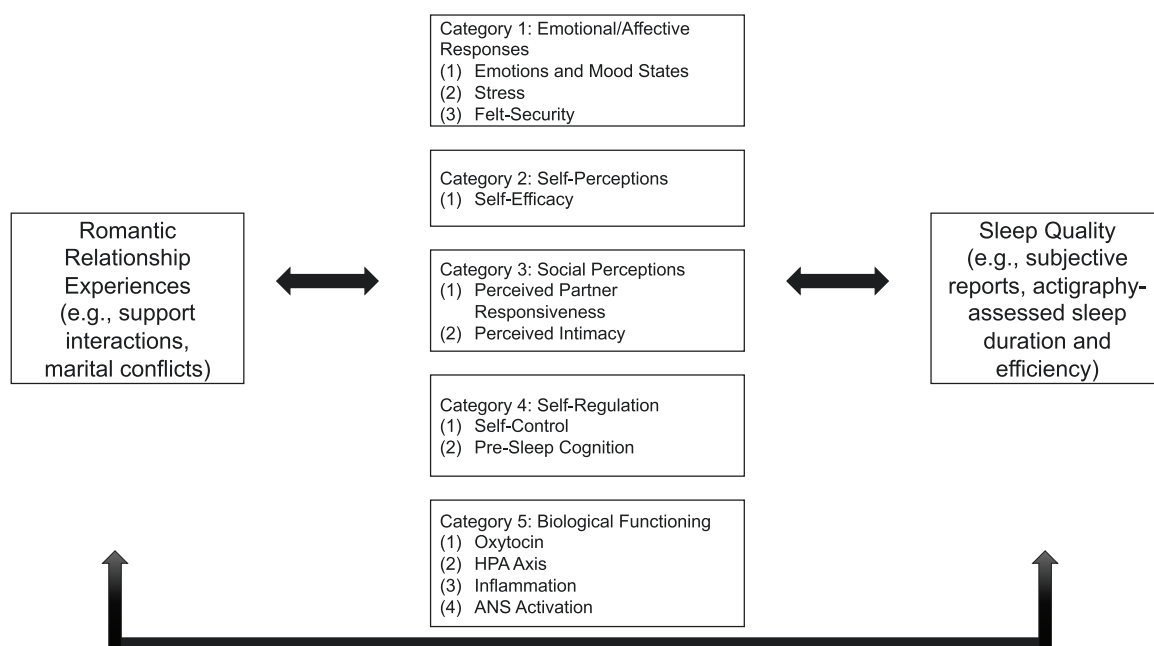 Category 1: Emotional/Affective
Responses
(1) Emotions and Mood States
(2) Stress
(3) Felt-Security
Category 2: Self-Perceptions
(1) Self-Efficacy
Romantic
Relationship
Experiences
(e.g., support
interactions,
marital conflicts)
Category 3: Social Perceptions
(1) Perceived Partner
Responsiveness
(2) Perceived Intimacy
Sleep Quality
(e.g., subjective
reports, actigraphy-
assessed sleep
duration and
efficiency)
Category 4: Self-Regulation
(1) Self-Control
(2) Pre-Sleep Cognition
Category 5: Biological Functioning
(1) Oxytocin
(2) HPA Axis
(3) Inflammation
(4) ANS Activation